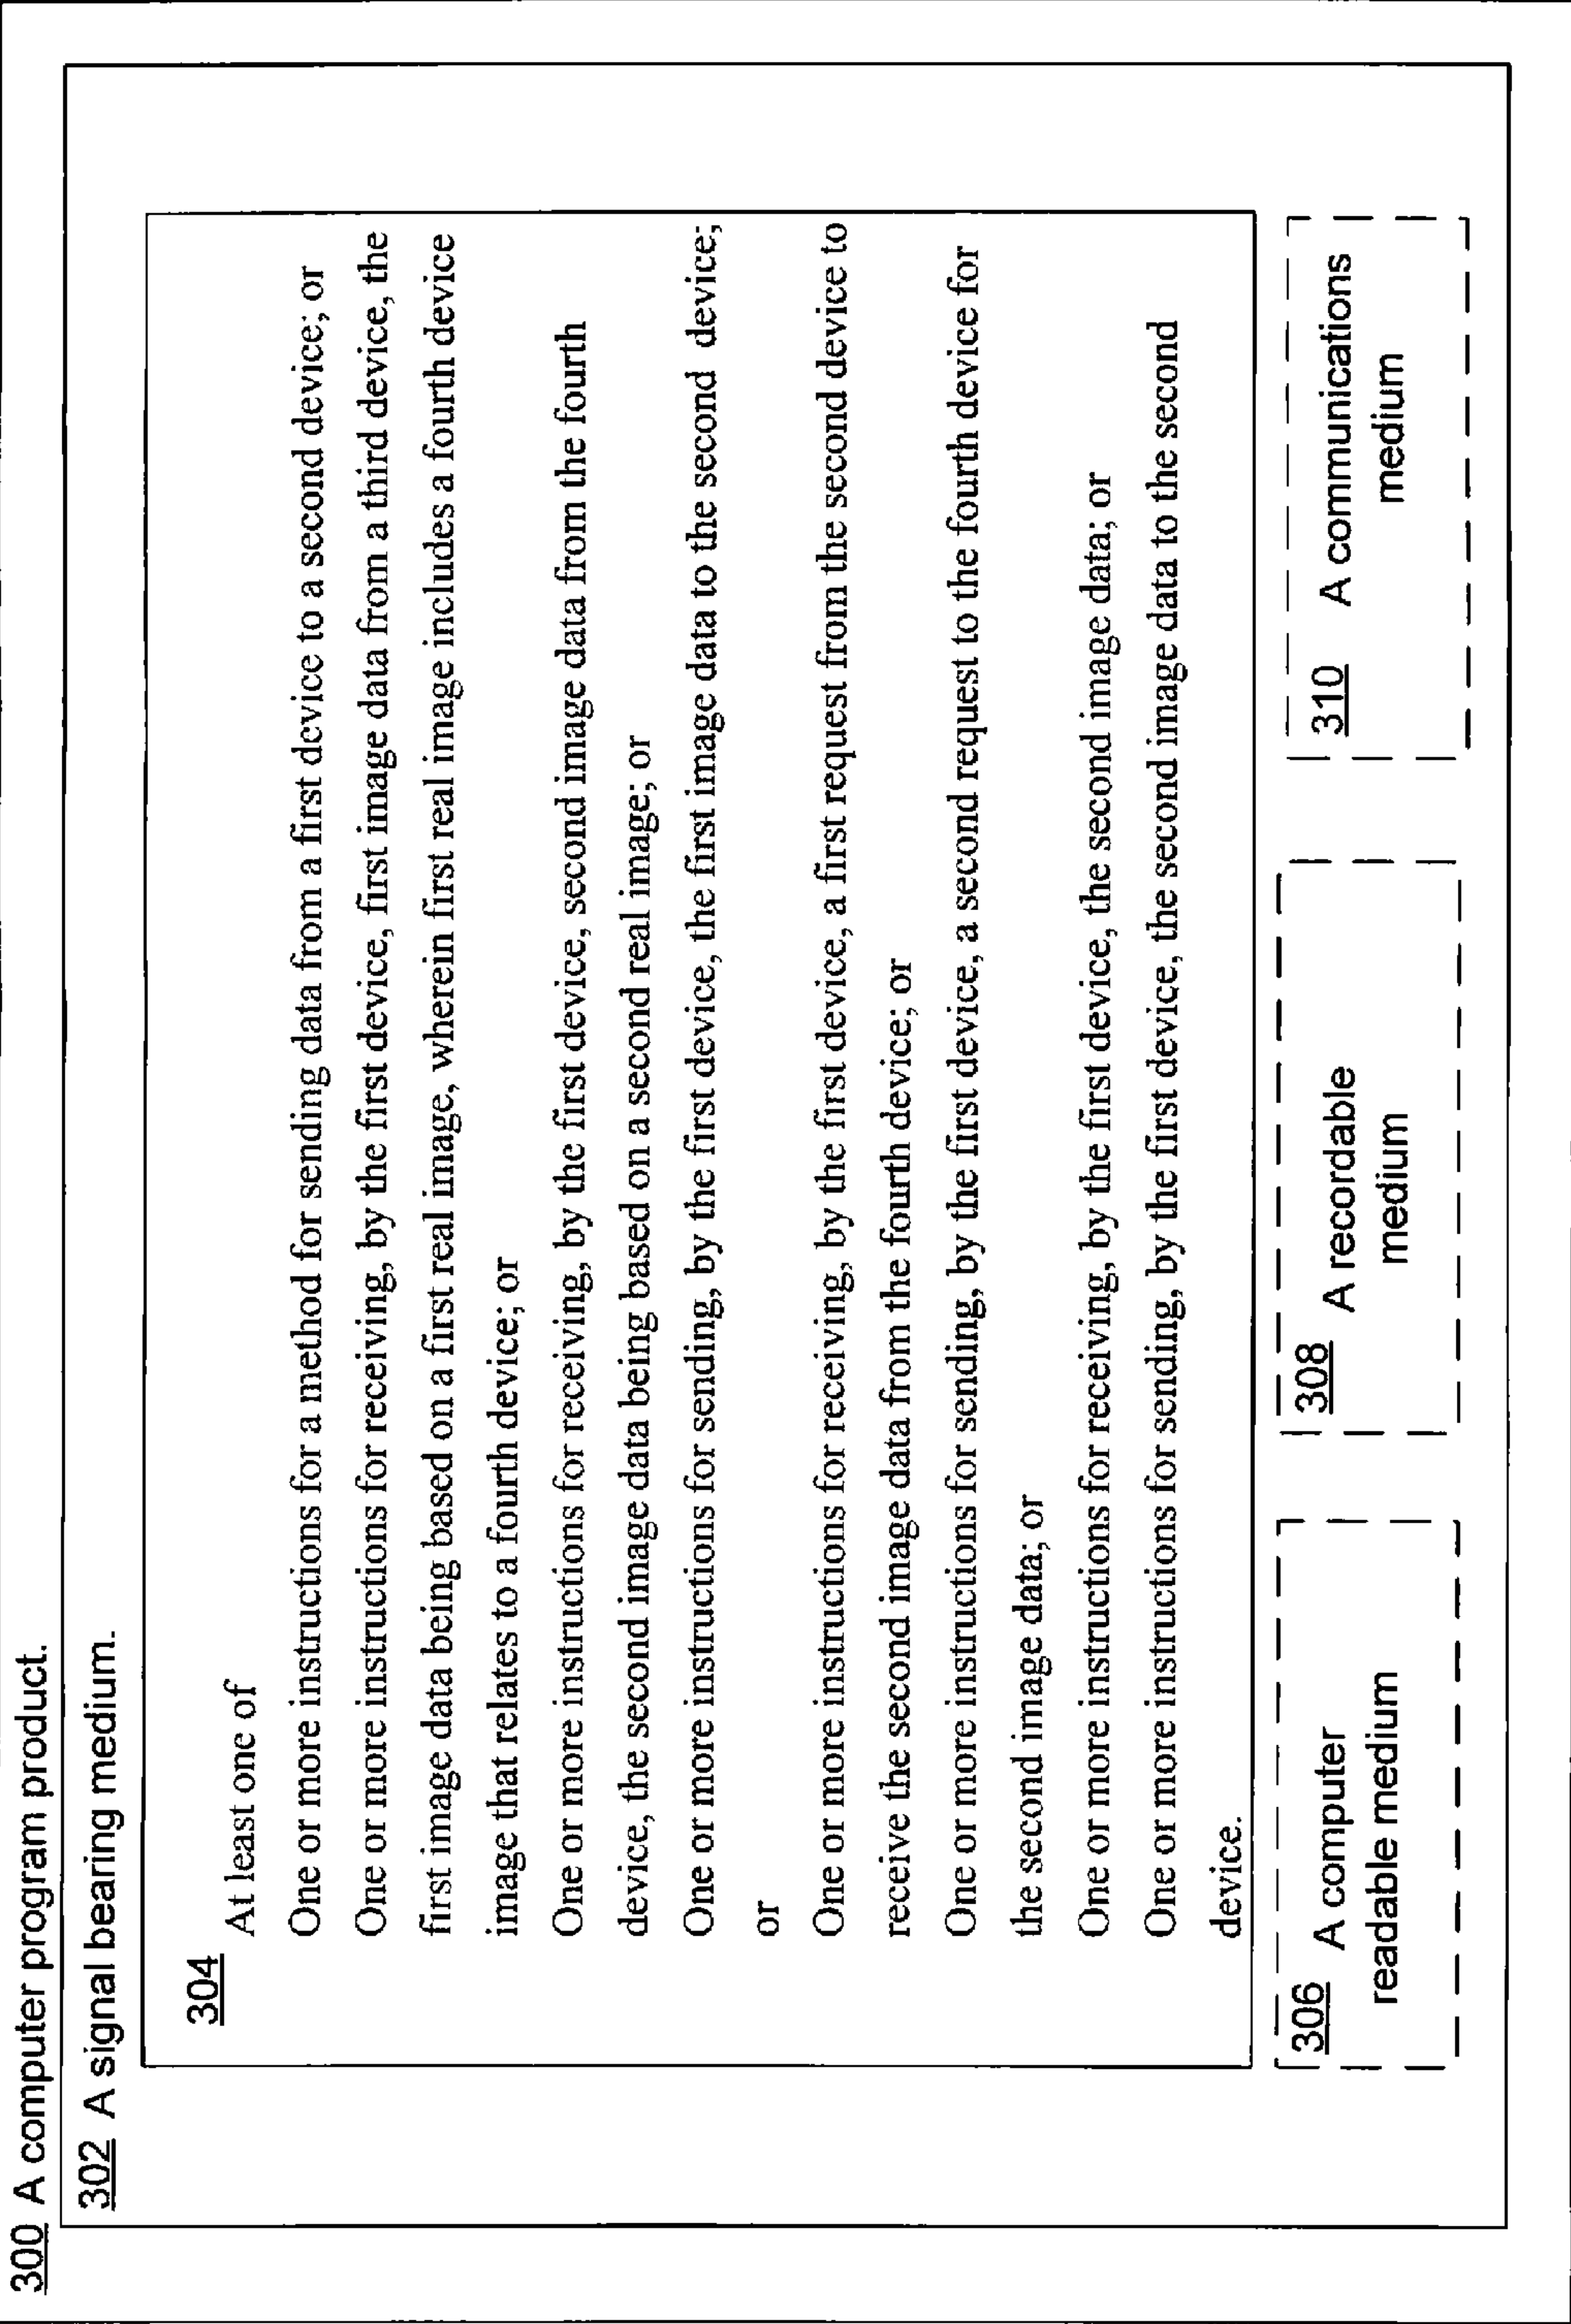 300 A computer program product.
302 A signal bearing medium.
304
At least one of
One or more instructions for a method for sending data from a first device to a second device; or
One or more instructions for receiving, by the first device, first image data from a third device, the
first image data being based on a first real image, wherein first real image includes a fourth device
image that relates to a fourth device; or
One or more instructions for receiving, by the first device, second image data from the fourth
device, the second image data being based on a second real image; or
One or more instructions for sending, by the first device, the first image data to the second device;
or
One or more instructions for receiving, by the first device, a first request from the second device to
receive the second image data from the fourth device; or
One or more instructions for sending, by the first device, a second request to the fourth device for
the second image data; or
One or more instructions for receiving, by the first device, the second image data; or
One or more instructions for sending, by the first device, the second image data to the second
device.
306 A computer
readable medium
308 A recordable
medium
310 A communications
medium